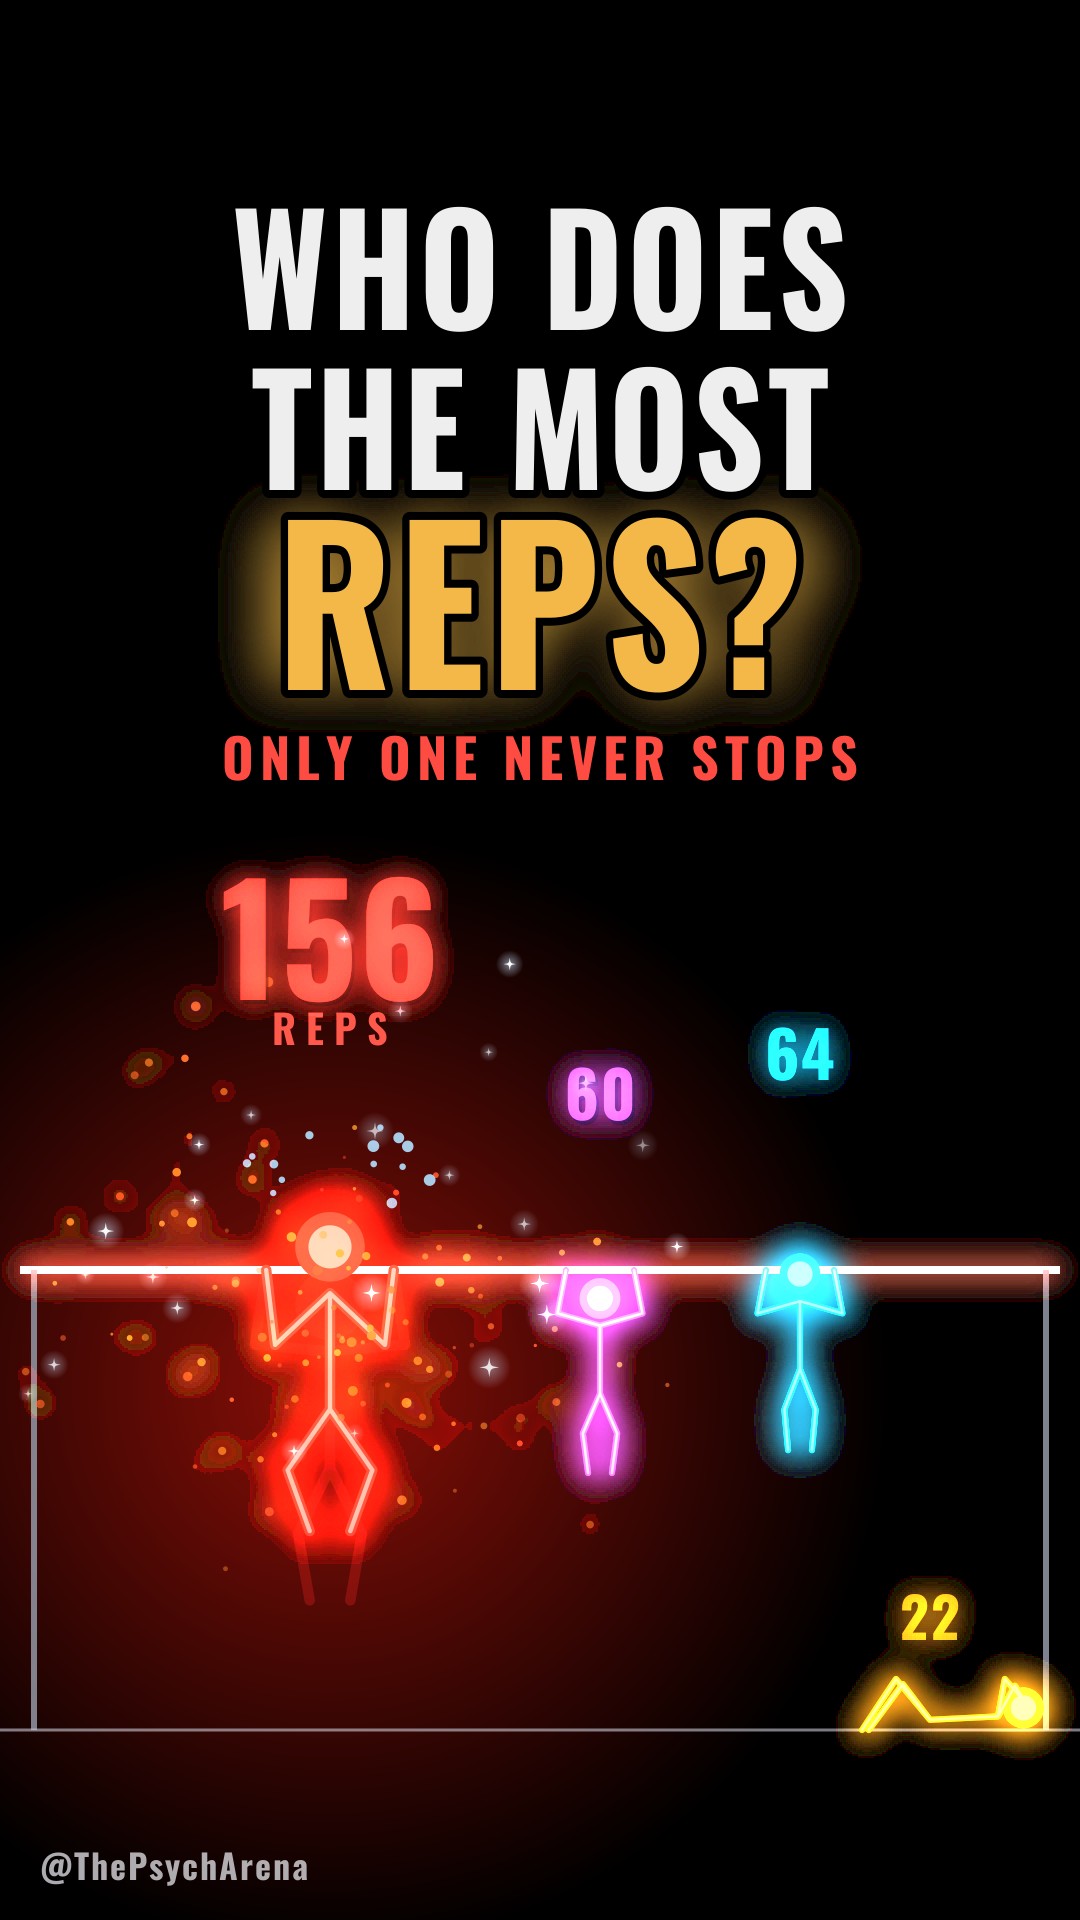 WHO DOES
THE MOST
REPS?
ONLY ONE NEVER STOPS
156
REPS
64
60
22
@ThePsychArena